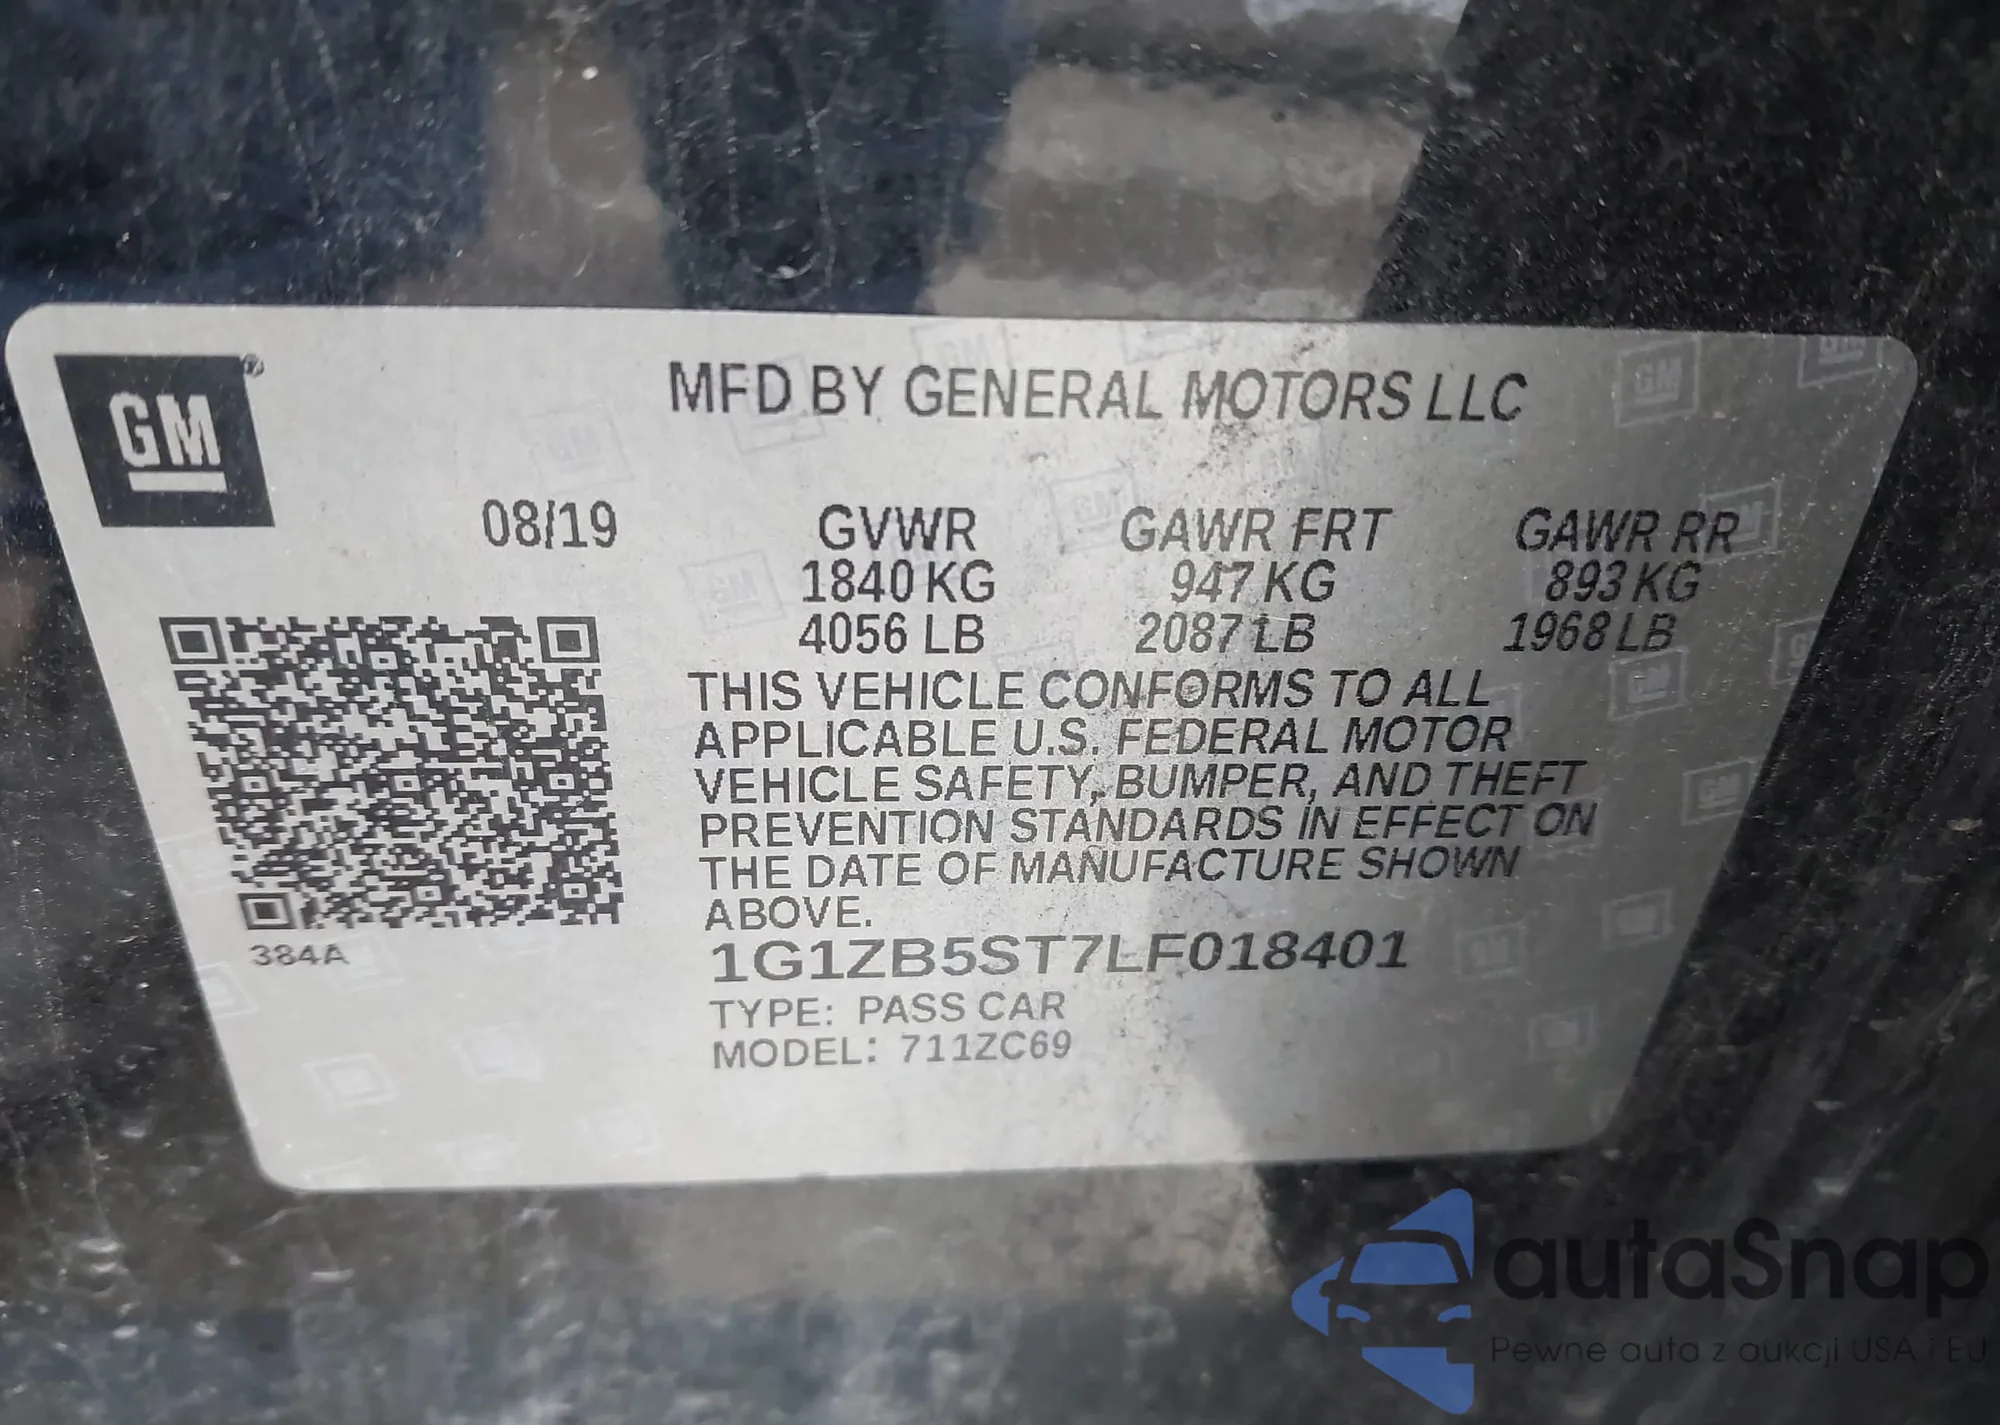 GM
MFD BY GENERAL MOTORS LLC
08/19 GVWR GAWR FRT GAWR RR
1840 KG 947 KG 893 KG
4056 LB 2087 LB 1968 LB
THIS VEHICLE CONFORMS TO ALL
APPLICABLE U.S. FEDERAL MOTOR
VEHICLE SAFETY, BUMPER, AND THEFT
PREVENTION STANDARDS IN EFFECT ON
THE DATE OF MANUFACTURE SHOWN
ABOVE.
384A
1G1ZB5ST7LF018401
TYPE: PASS CAR
MODEL: 711ZC69
autaSnap
Pewne auta z aukcji USA i EU